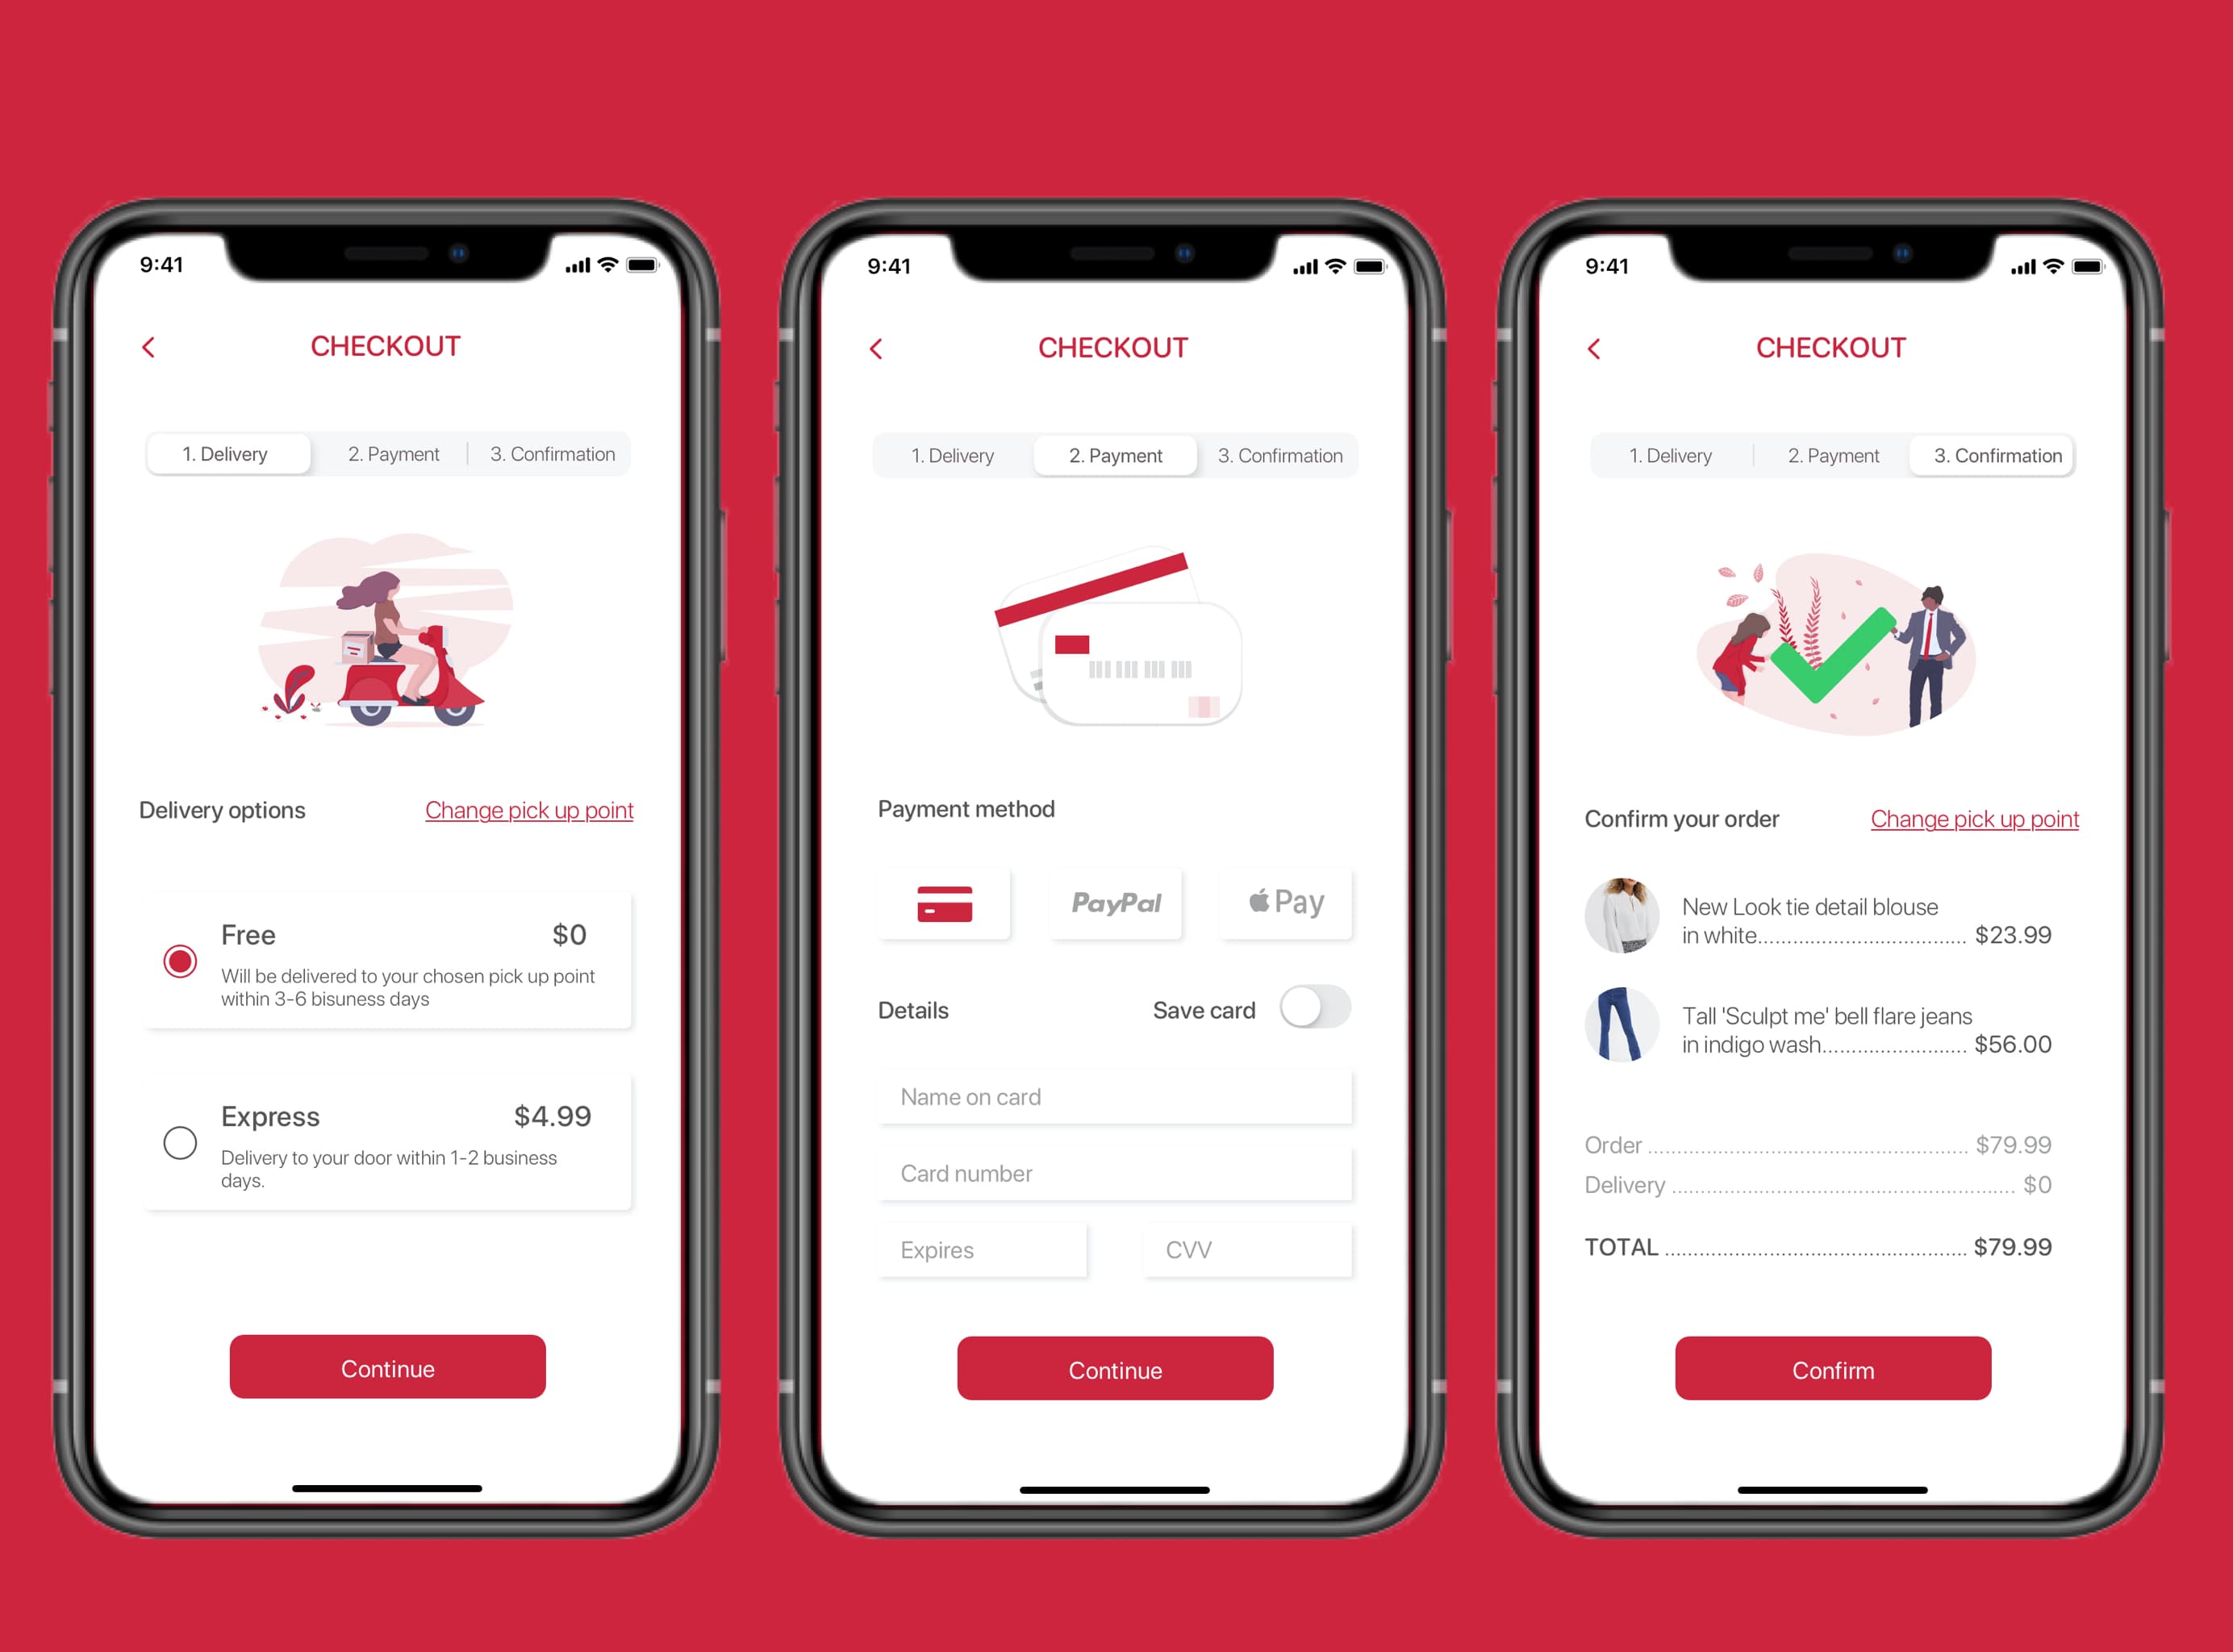 9:41
CHECKOUT
1. Delivery
2. Payment
3. Confirmation
Delivery options
Change pick up point
Free
$0
Will be delivered to your chosen pick up point
within 3-6 bisuness days
Express
$4.99
Delivery to your door within 1-2 business
days.
Continue
9:41
CHECKOUT
1. Delivery
2. Payment
3. Confirmation
Payment method
PayPal
Pay
Details
Save card
Name on card
Card number
Expires
CVV
Continue
9:41
CHECKOUT
1. Delivery
2. Payment
3. Confirmation
Confirm your order
Change pick up point
New Look tie detail blouse
in white.................................... $23.99
Tall 'Sculpt me' bell flare jeans
in indigo wash......................... $56.00
Order ......................................................... $79.99
Delivery ............................................................. $0
TOTAL ...................................................... $79.99
Confirm